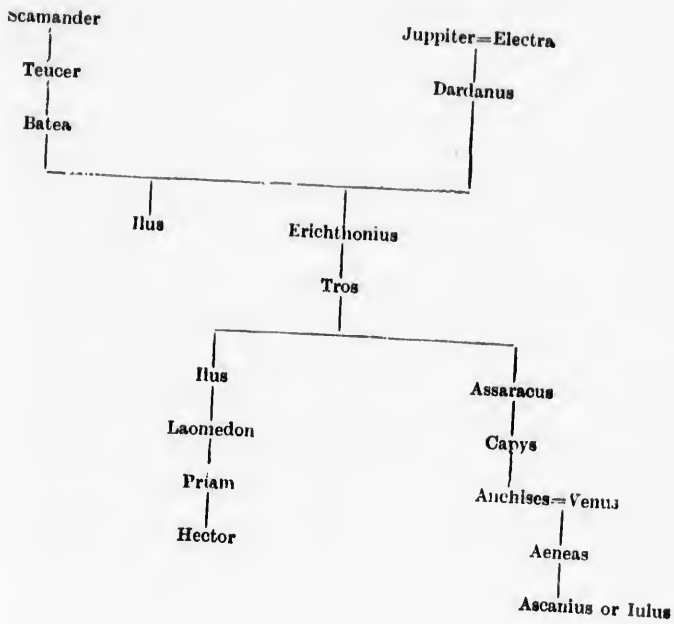 Scamander
Juppiter=Electra
Teucer
Dardanus
Batea
Ilus
Erichthonius
Tros
Ilus
Assaracus
Laomedon
Capys
Priam
Anchises=Venus
Hector
Aeneas
Ascanius or Iulus